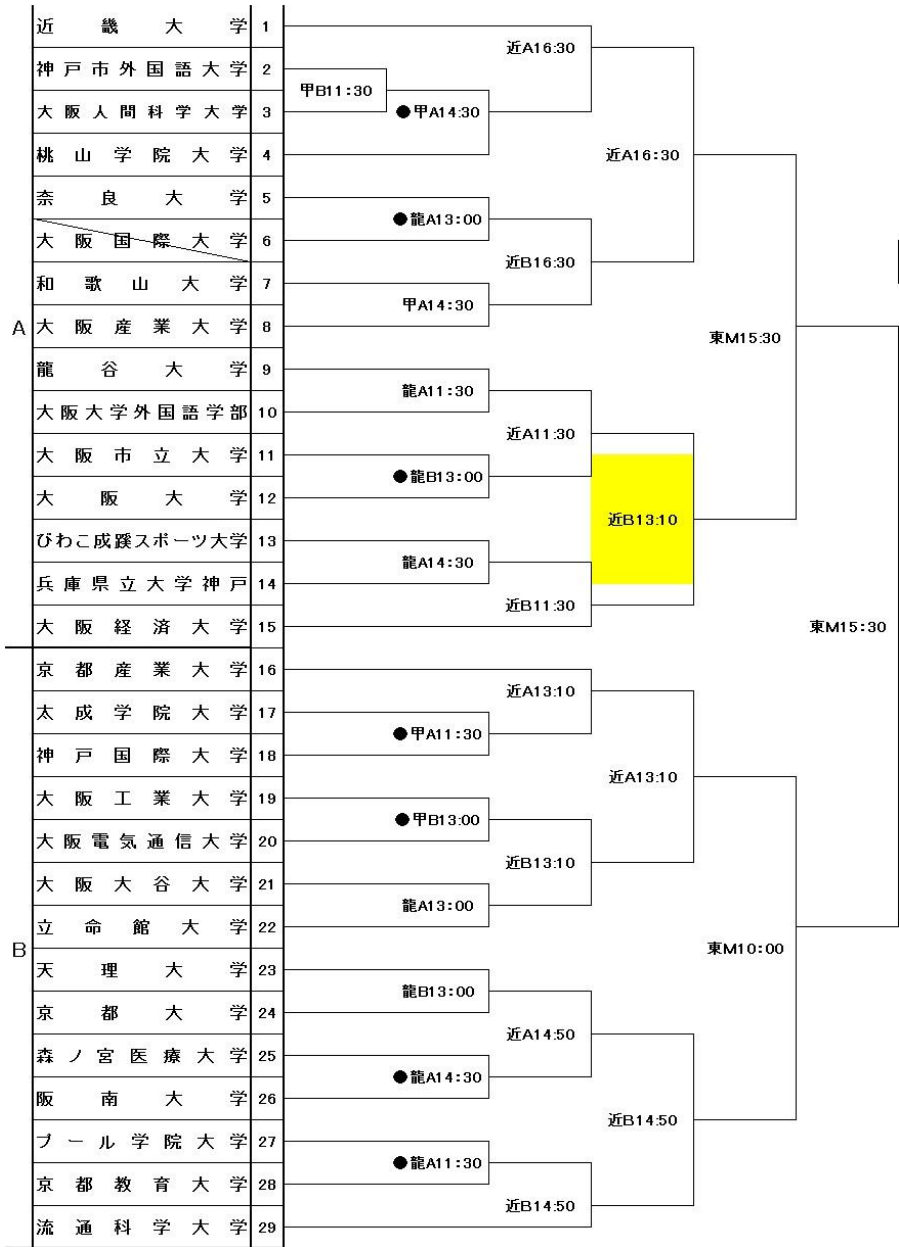 近畿大学 1
近A16:30
神戸市外国語大学 2
甲B11:30
大阪人間科学大学 3
●甲A14:30
桃山学院大学 4
近A16:30
奈良大学 5
●龍A13:00
大阪国際大学 6
近B16:30
和歌山大学 7
甲A14:30
A
大阪産業大学 8
東M15:30
龍谷大学 9
龍A11:30
大阪大学外国語学部 10
近A11:30
大阪市立大学 11
●龍B13:00
大阪大学 12
近B13:10
びわこ成蹊スポーツ大学 13
龍A14:30
兵庫県立大学神戸 14
近B11:30
大阪経済大学 15
東M15:30
京都産業大学 16
近A13:10
太成学院大学 17
●甲A11:30
神戸国際大学 18
近A13:10
大阪工業大学 19
●甲B13:00
大阪電気通信大学 20
近B13:10
大阪大谷大学 21
龍A13:00
立命館大学 22
B
東M10:00
天理大学 23
龍B13:00
京都大学 24
近A14:50
森ノ宮医療大学 25
●龍A14:30
阪南大学 26
近B14:50
プール学院大学 27
●龍A11:30
京都教育大学 28
近B14:50
流通科学大学 29